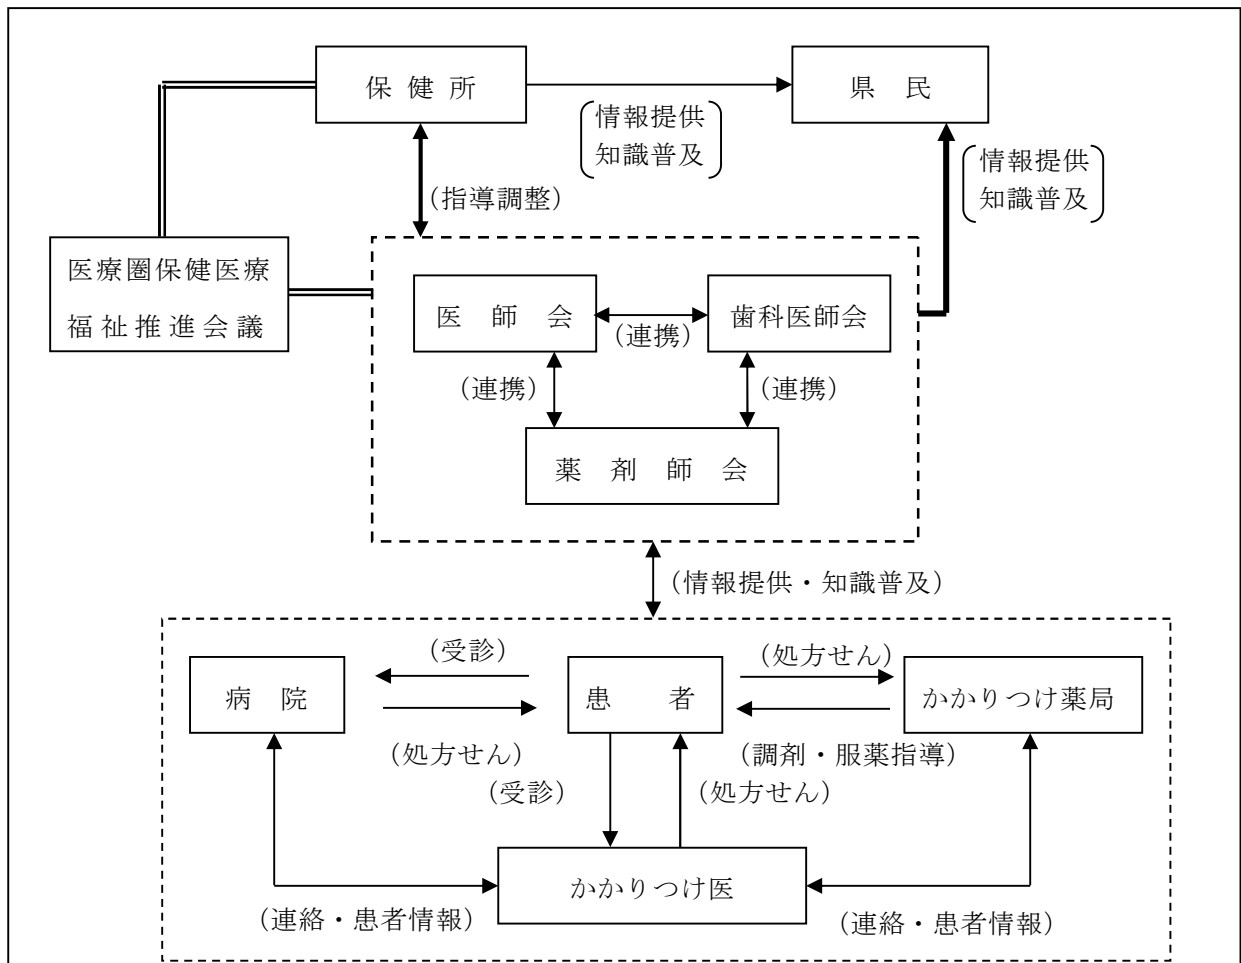 保健所
県民
情報提供
知識普及
情報提供
知識普及
(指導調整)
医療圏保健医療
福祉推進会議
医師会
歯科医師会
(連携)
(連携)
(連携)
薬剤師会
(情報提供・知識普及)
(受診)
(処方せん)
病院
患者
かかりつけ薬局
(処方せん)
(調剤・服薬指導)
(受診)
(処方せん)
かかりつけ医
(連絡・患者情報)
(連絡・患者情報)